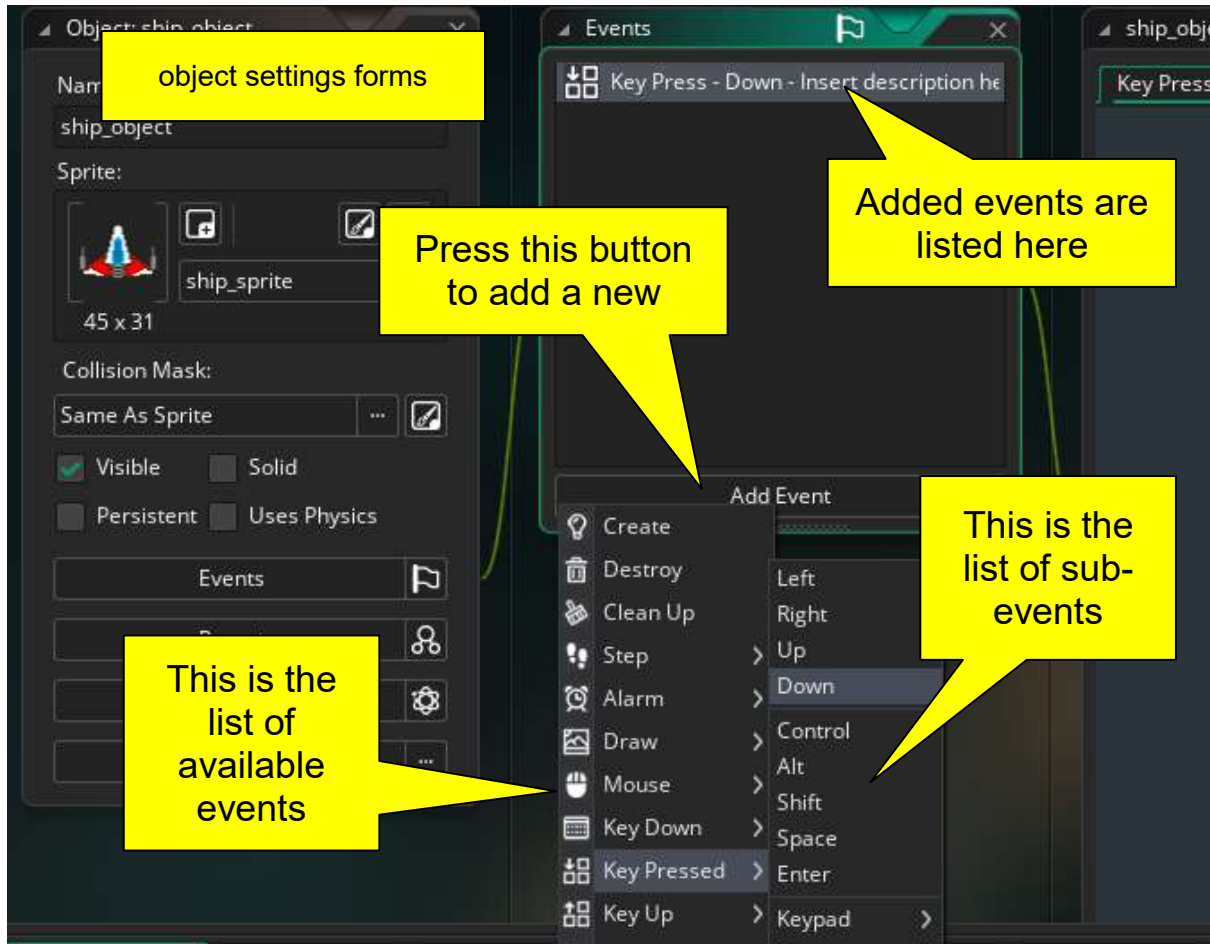 Object: ship_object
object settings forms
Nam
ship_object
Sprite:
ship_sprite
45 x 31
Collision Mask:
Same As Sprite
Visible
Solid
Persistent
Uses Physics
Events
This is the
list of
available
events
Events
Key Press - Down - Insert description he
Added events are
listed here
Press this button
to add a new
Add Event
Create
Destroy
Clean Up
Step
Alarm
Draw
Mouse
Key Down
Key Pressed
Key Up
Left
Right
Up
Down
Control
Alt
Shift
Space
Enter
Keypad
This is the
list of sub-
events
ship_obje
Key Press